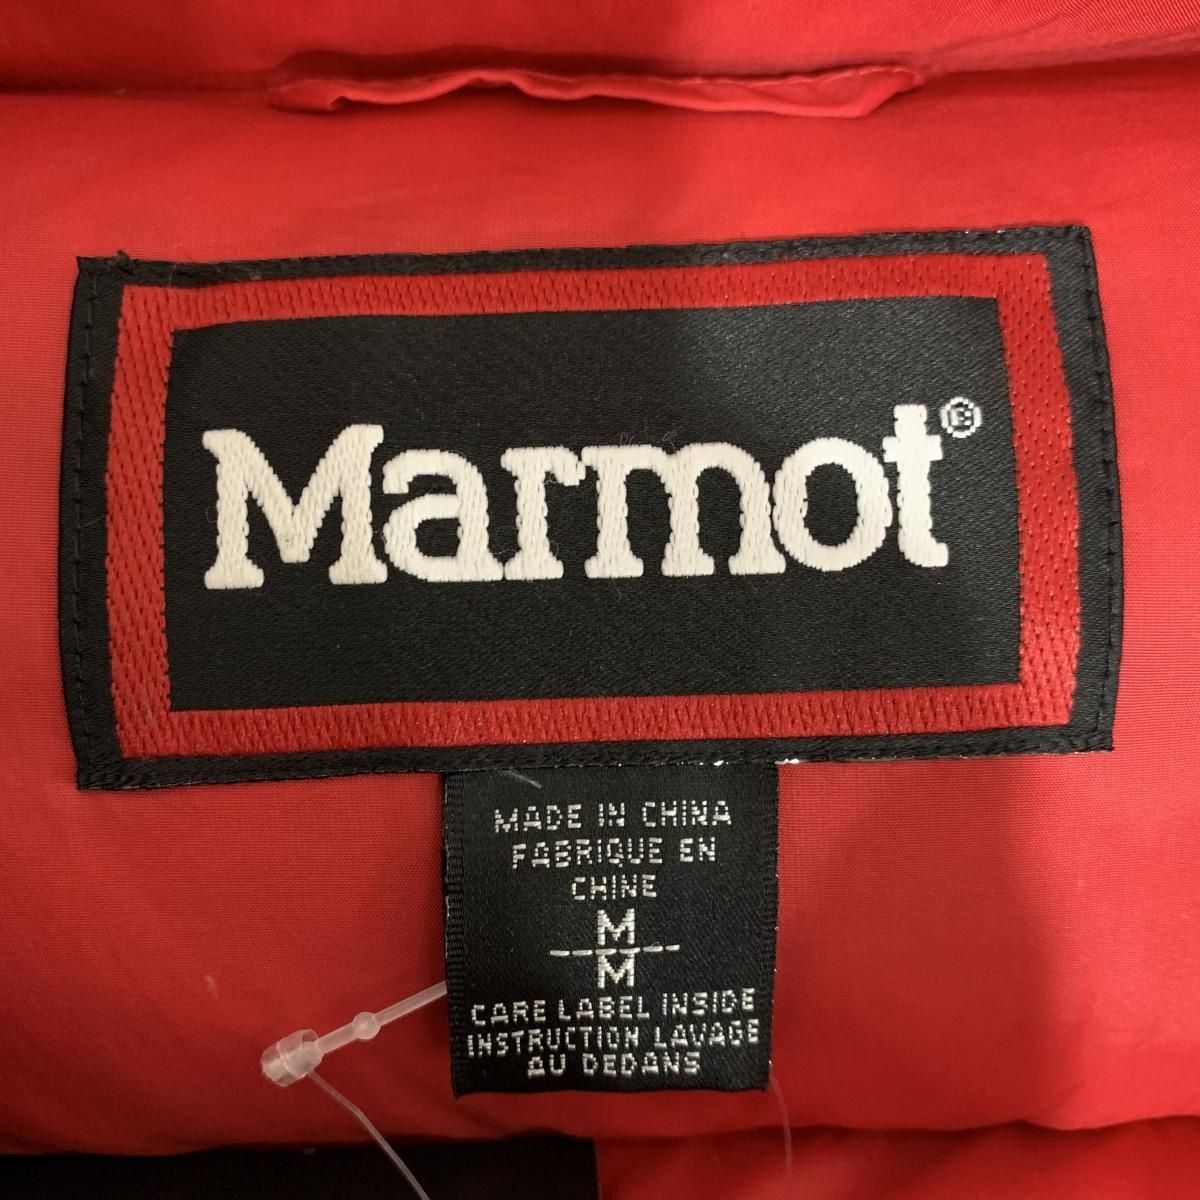 Marmot®
MADE IN CHINA
FABRIQUE EN
CHINE
M
M
CARE LABEL INSIDE
INSTRUCTION LAVAGE
AU DEDANS